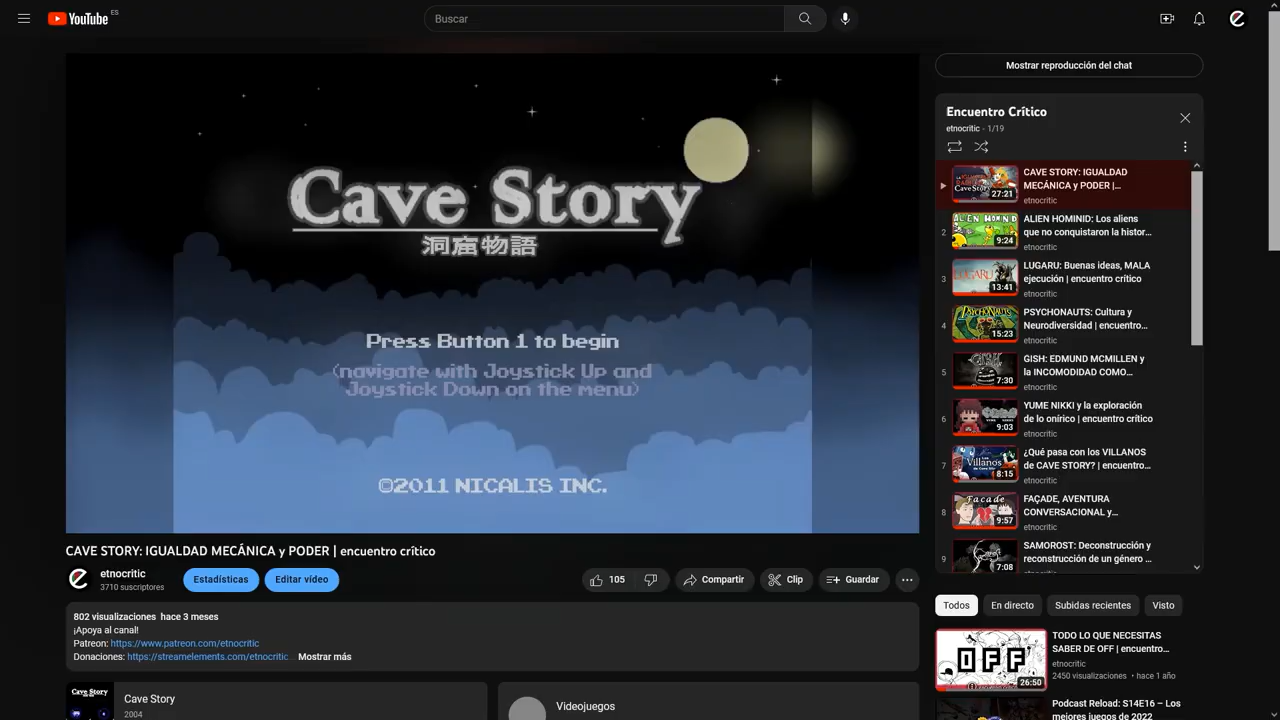 YouTube ES
Buscar
Cave Story
洞窟物語
Press Button 1 to begin
(navigate with Joystick Up and
Joystick Down on the menu)
©2011 NICALIS INC.
CAVE STORY: IGUALDAD MECÁNICA y PODER | encuentro crítico
etnocritic
3710 suscriptores
Estadísticas
Editar vídeo
105
Compartir
Clip
Guardar
802 visualizaciones hace 3 meses
¡Apoya al canal!
Patreon: https://www.patreon.com/etnocritic
Donaciones: https://streamelements.com/etnocritic... Mostrar más
Cave Story
Cave Story
2004
Videojuegos
Mostrar reproducción del chat
Encuentro Crítico
etnocritic - 1/19
CaveStory
27:21
CAVE STORY: IGUALDAD
MECÁNICA y PODER |…
etnocritic
2
ALIEN HOMINID
9:24
ALIEN HOMINID: Los aliens
que no conquistaron la histor…
etnocritic
3
LUGARU
13:41
LUGARU: Buenas ideas, MALA
ejecución | encuentro crítico
etnocritic
4
PSYCHONAUTS
15:23
PSYCHONAUTS: Cultura y
Neurodiversidad | encuentro…
etnocritic
5
GISH
7:30
GISH: EDMUND MCMILLEN y
la INCOMODIDAD COMO…
etnocritic
6
9:03
YUME NIKKI y la exploración
de lo onírico | encuentro crítico
etnocritic
7
Villanos
8:15
¿Qué pasa con los VILLANOS
de CAVE STORY? | encuentro…
etnocritic
8
Facade
9:57
FAÇADE, AVENTURA
CONVERSACIONAL y…
etnocritic
9
7:08
SAMOROST: Deconstrucción y
reconstrucción de un género …
etnocritic
Todos
En directo
Subidas recientes
Visto
OFF
26:50
TODO LO QUE NECESITAS
SABER DE OFF | encuentro…
etnocritic
2450 visualizaciones • hace 1 año
Podcast Reload: S14E16 – Los
mejores juegos de 2022